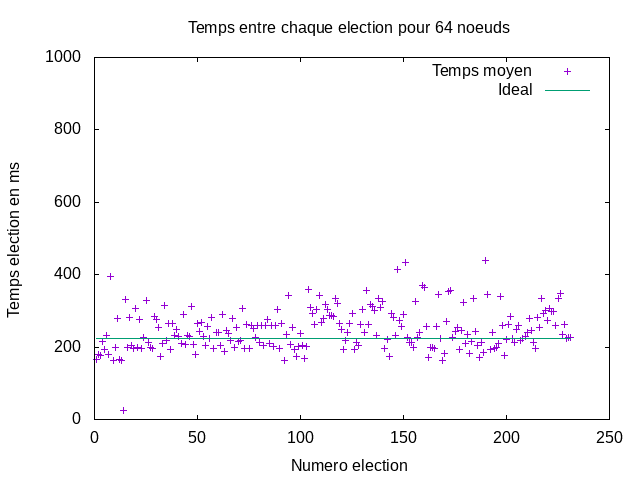 Temps entre chaque election pour 64 noeuds
Temps moyen
Ideal
Temps election en ms
1000
800
600
400
200
0
0 50 100 150 200 250
Numero election